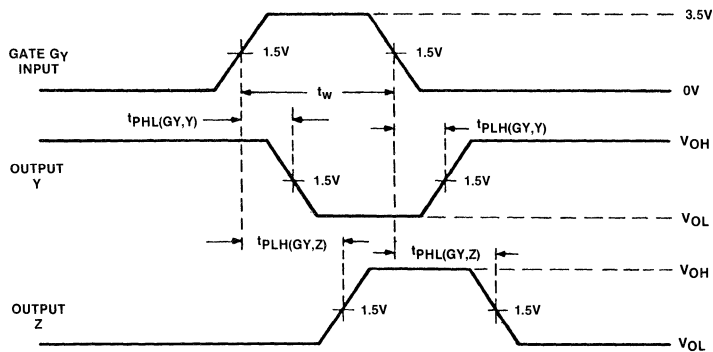 3.5V
GATE GY
INPUT
1.5V
1.5V
tW
0V
tPHL(GY,Y)
tPLH(GY,Y)
VOH
OUTPUT
Y
1.5V
1.5V
VOL
tPLH(GY,Z)
tPHL(GY,Z)
VOH
OUTPUT
Z
1.5V
1.5V
VOL